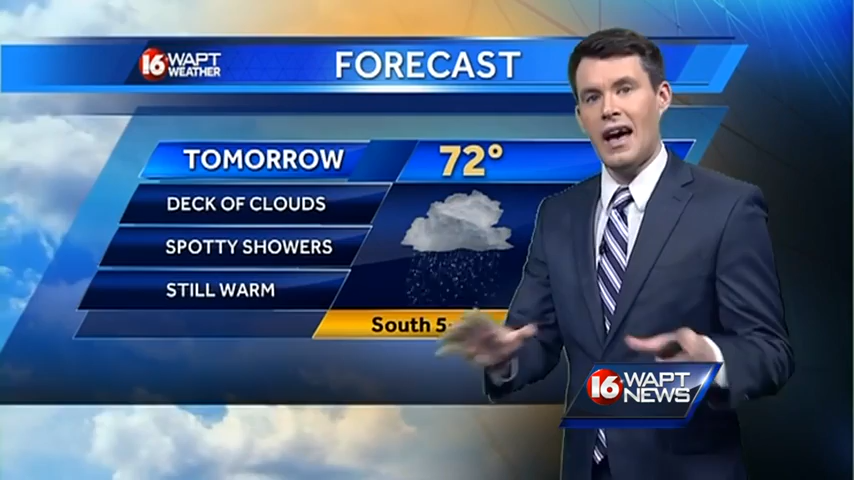 16 WAPT
WEATHER
FORECAST
TOMORROW 72°
DECK OF CLOUDS
SPOTTY SHOWERS
STILL WARM
South 5
16 WAPT
NEWS